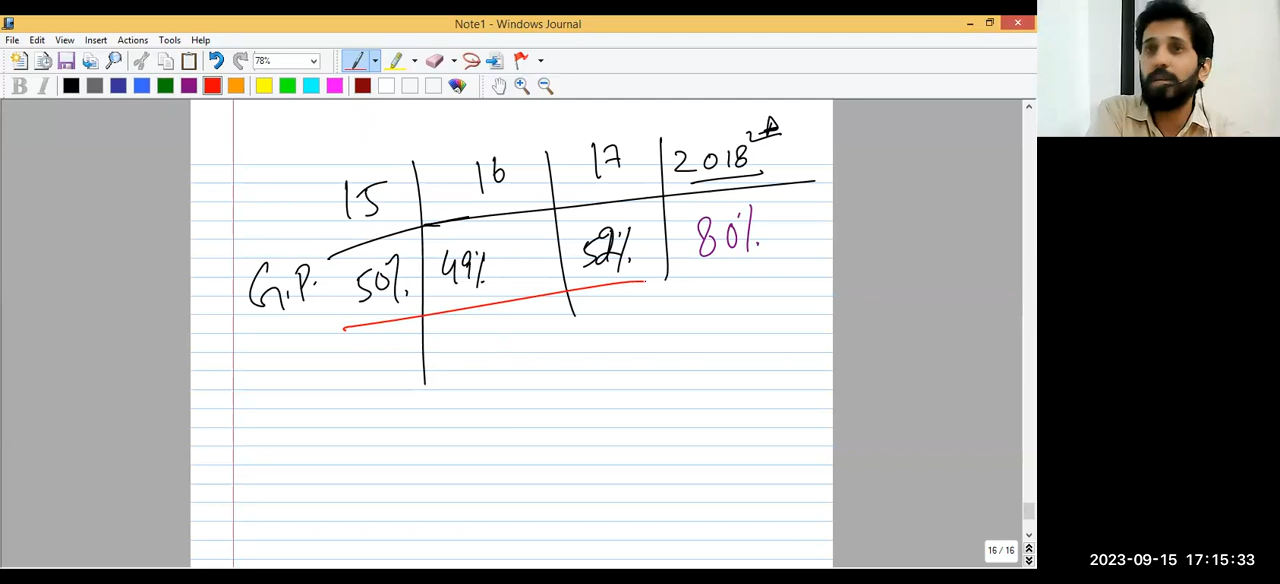 Note1 - Windows Journal
File Edit View Insert Actions Tools Help
78%
15 16 17 2018
G.P. 50% 49% 52% 80%
16 / 16
2023-09-15 17:15:33